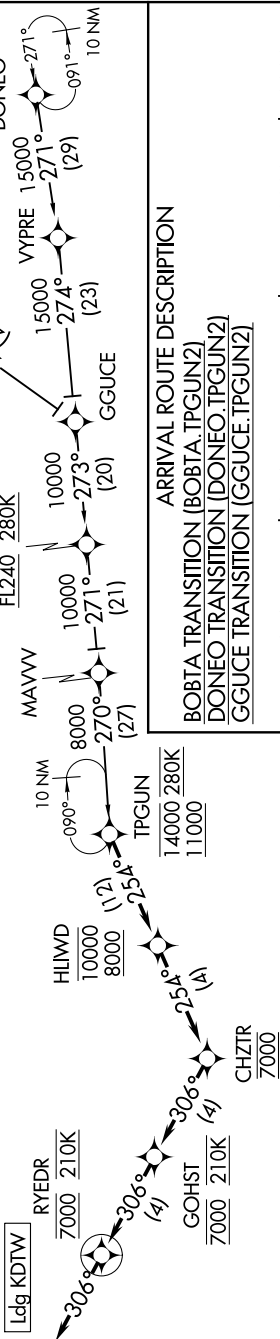 DONEO
271°
10 NM
091°
15000
271°
(29)
VYPRE
15000
274°
(23)
GGUCE
10000
273°
(20)
FL240 280K
10000
271°
(21)
MAVVV
8000
270°
(27)
10 NM
090°
TPGUN
14000 280K
11000
(12)
254°
HLIWD
10000
8000
254°
(4)
CHZTR
7000
306°
(4)
GOHST
7000 210K
306°
(4)
RYEDR
7000 210K
306°
Ldg KDTW
ARRIVAL ROUTE DESCRIPTION
BOBTA TRANSITION (BOBTA.TPGUN2)
DONEO TRANSITION (DONEO.TPGUN2)
GGUCE TRANSITION (GGUCE.TPGUN2)